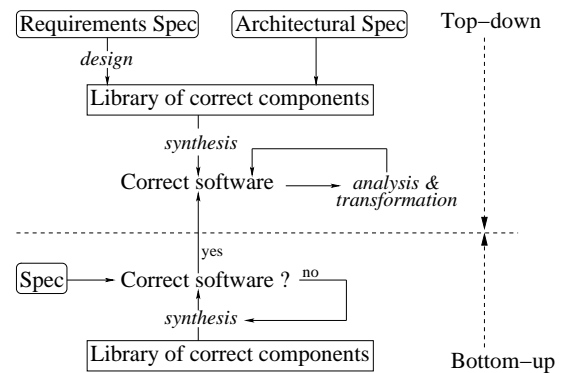 Requirements Spec
Architectural Spec
Top−down
design
Library of correct components
synthesis
Correct software
analysis &
transformation
yes
Spec
Correct software ?
no
synthesis
Library of correct components
Bottom−up